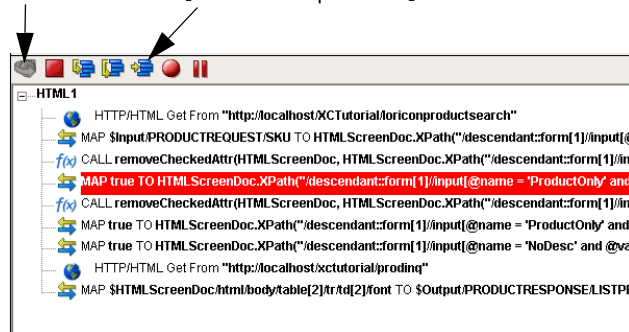 HTML1
HTTP/HTML Get From "http://localhost/XCTutorial/loriconproductsearch"
MAP $Input/PRODUCTREQUEST/SKU TO HTMLScreenDoc.XPath("/descendant::form[1]//input[@
f(x) CALL removeCheckedAttr(HTMLScreenDoc, HTMLScreenDoc.XPath("/descendant::form[1]//in
MAP true TO HTMLScreenDoc.XPath("/descendant::form[1]//input[@name = 'ProductOnly' and
f(x) CALL removeCheckedAttr(HTMLScreenDoc, HTMLScreenDoc.XPath("/descendant::form[1]//in
MAP true TO HTMLScreenDoc.XPath("/descendant::form[1]//input[@name = 'ProductOnly' and
MAP true TO HTMLScreenDoc.XPath("/descendant::form[1]//input[@name = 'NoDesc' and @va
HTTP/HTML Get From "http://localhost/xctutorial/prodinq"
MAP $HTMLScreenDoc/html/body/table[2]/tr/td[2]/font TO $Output/PRODUCTRESPONSE/LISTP